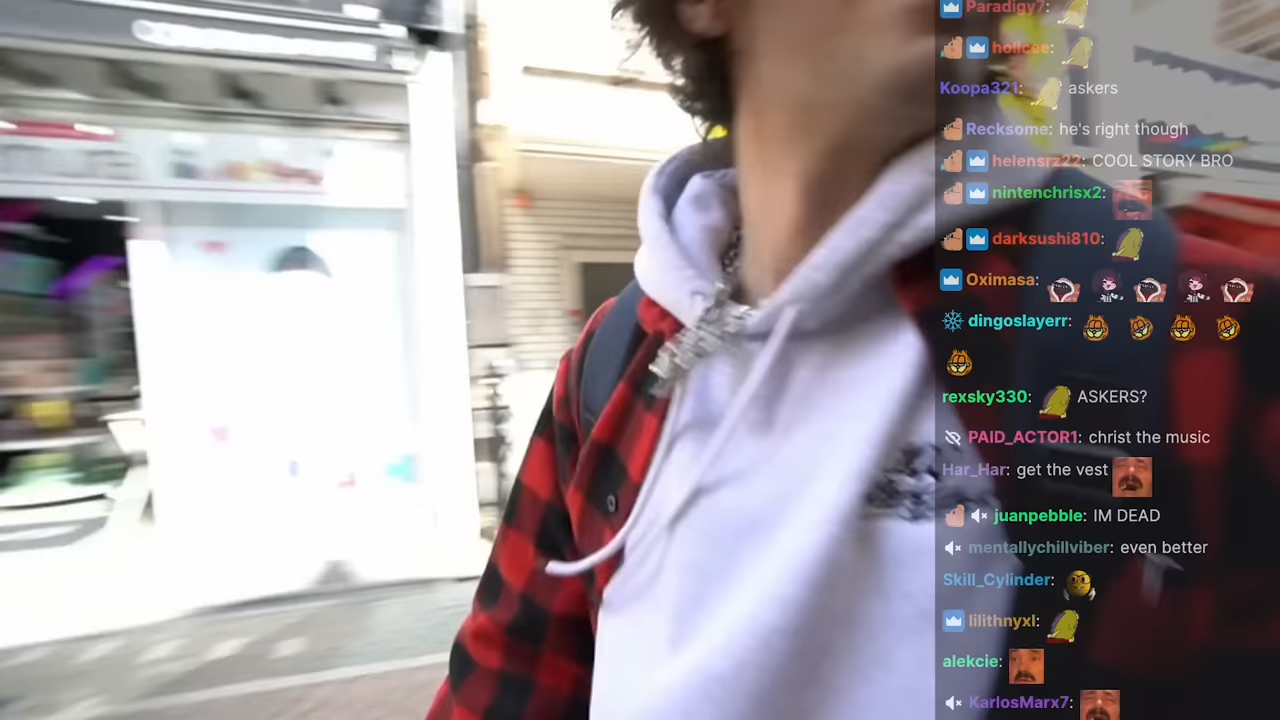 Paradigy7:
hollcee:
Koopa321: askers
Recksome: he's right though
helensrz22: COOL STORY BRO
nintenchrisx2:
darksushi810:
Oximasa:
dingoslayerr:
rexsky330: ASKERS?
PAID_ACTOR1: christ the music
Har_Har: get the vest
juanpebble: IM DEAD
mentallychillviber: even better
Skill_Cylinder:
lilithnyxl:
alekcie:
KarlosMarx7: